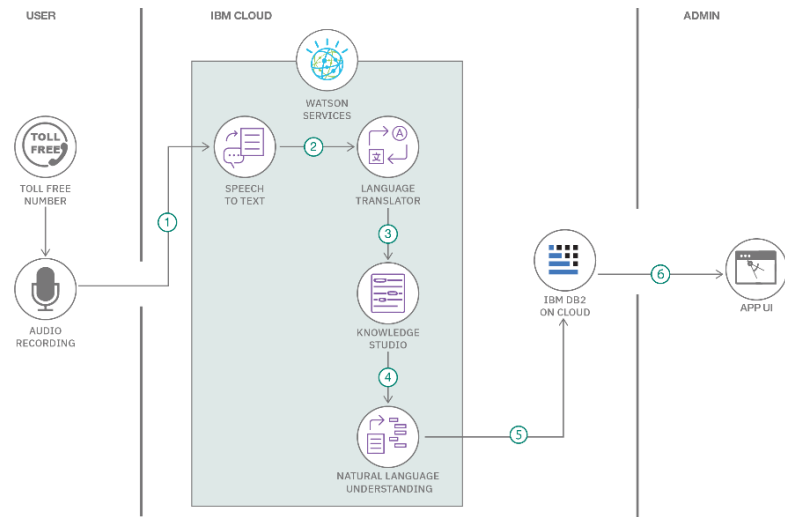 USER
IBM CLOUD
ADMIN
WATSON
SERVICES
TOLL
FREE
TOLL FREE
NUMBER
1
SPEECH
TO TEXT
2
A
文
LANGUAGE
TRANSLATOR
3
AUDIO
RECORDING
KNOWLEDGE
STUDIO
4
NATURAL LANGUAGE
UNDERSTANDING
5
IBM DB2
ON CLOUD
6
APP UI